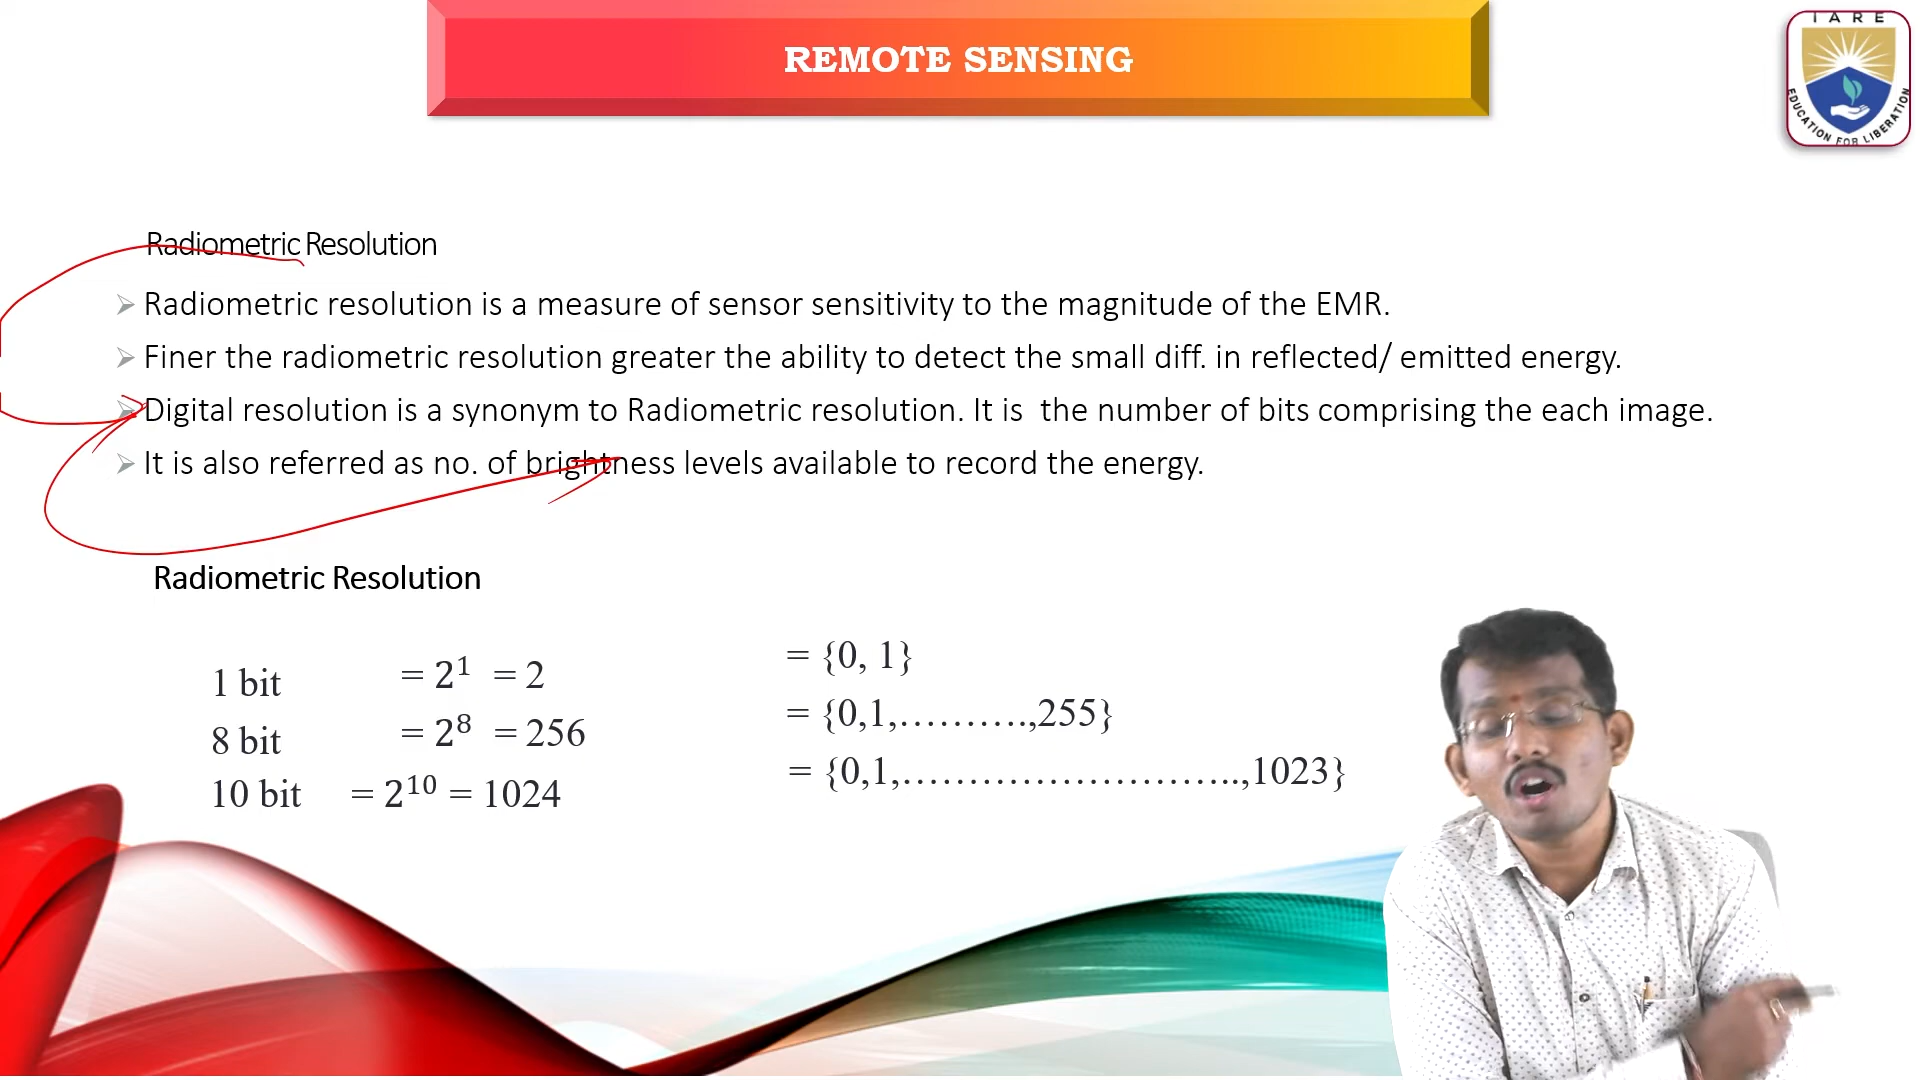 REMOTE SENSING
IARE
EDUCATION FOR LIBERATION
Radiometric Resolution
Radiometric resolution is a measure of sensor sensitivity to the magnitude of the EMR.
Finer the radiometric resolution greater the ability to detect the small diff. in reflected/ emitted energy.
Digital resolution is a synonym to Radiometric resolution. It is the number of bits comprising the each image.
It is also referred as no. of brightness levels available to record the energy.
Radiometric Resolution
1 bit = 2¹ = 2 = {0, 1}
8 bit = 2⁸ = 256 = {0,1,……….,255}
10 bit = 2¹⁰ = 1024 = {0,1,……………………..,1023}